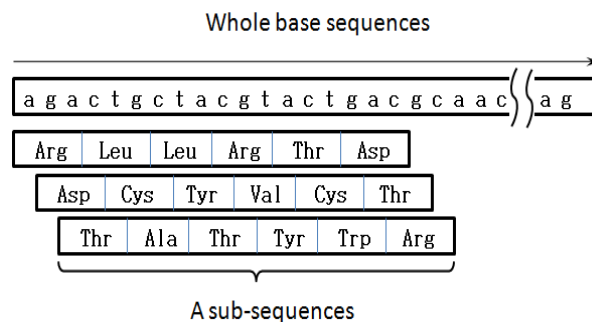 Whole base sequences
a g a c t g c t a c g t a c t g a c g c a a c a g
Arg Leu Leu Arg Thr Asp
Asp Cys Tyr Val Cys Thr
Thr Ala Thr Tyr Trp Arg
A sub-sequences